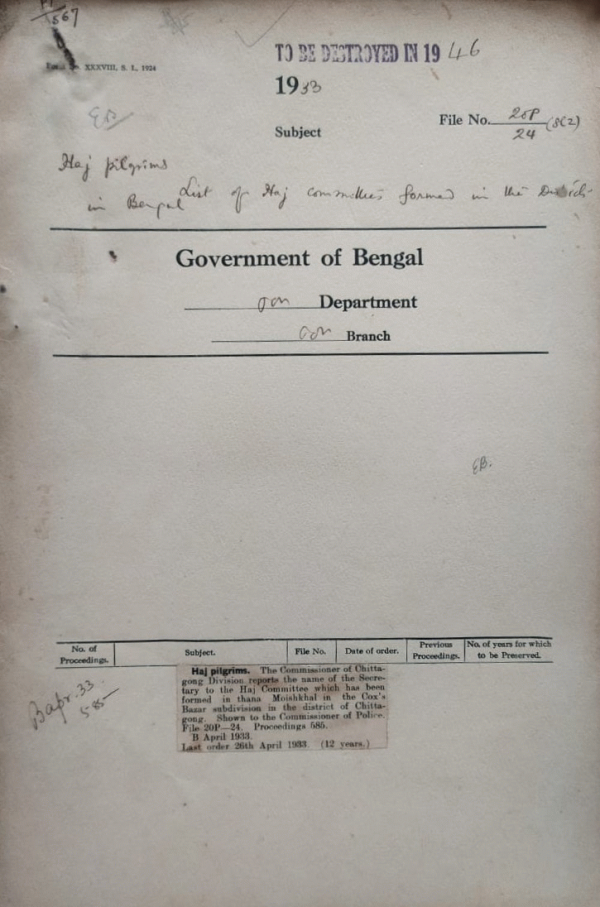 567
XXXVIII, S. I., 1924
TO BE DESTROYED IN 1946
1933
EB
File No. 20P/24 (S(2)
Subject
Haj pilgrims
List of Haj committees formed in the Districts
in Bengal
Government of Bengal
Department
Branch
EB.
No. of Proceedings.
Subject.
File No.
Date of order.
Previous Proceedings.
No. of years for which to be Preserved.
B apr. 33.
585
Haj pilgrims. The Commissioner of Chitta-
gong Division reports the name of the Secre-
tary to the Haj Committee which has been
formed in thana Moishkhal in the Cox's
Bazar subdivision in the district of Chitta-
gong. Shown to the Commissioner of Police.
File 20P—24. Proceedings 585.
B April 1933.
Last order 26th April 1933. (12 years.)